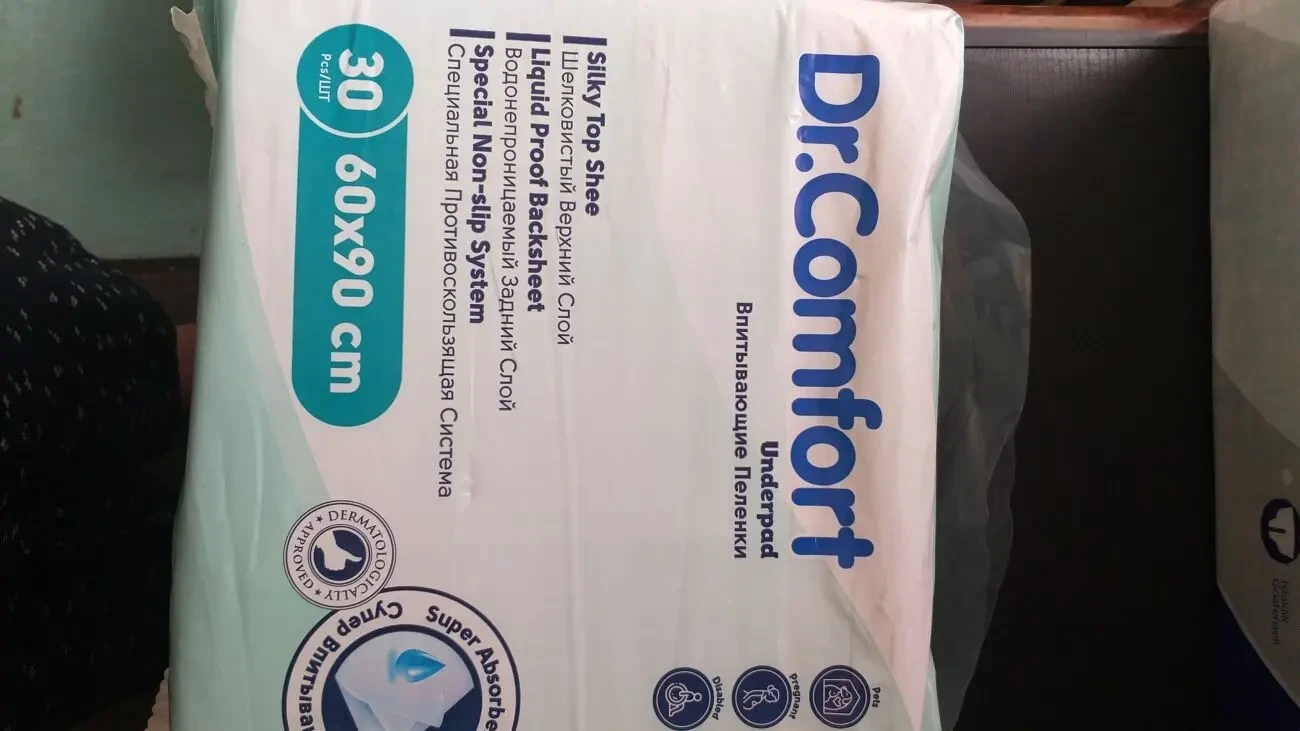 Dr.Comfort
Underpad
Впитывающие Пеленки
Silky Top Shee
Шелковистый Верхний Слой
Liquid Proof Backsheet
Водонепроницаемый Задний Слой
Special Non-slip System
Специальная Противоскользящая Система
30
Pcs/ШТ
60x90 cm
Pets
pregnant
Disabled
DERMATOLOGICALLY
APPROVED
Super Absorbe
Супер Впитыва